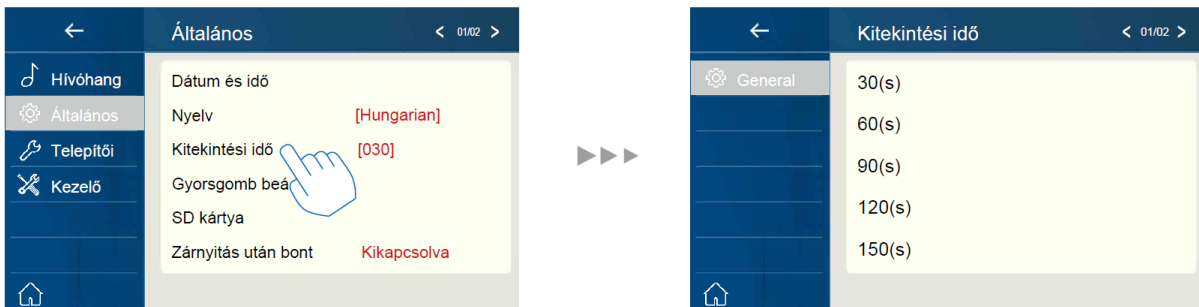 Általános
< 01/02 >
Hívóhang
Általános
Telepítői
Kezelő
Dátum és idő
Nyelv [Hungarian]
Kitekintési idő [030]
Gyorsgomb beá
SD kártya
Zárnyitás után bont Kikapcsolva
Kitekintési idő
< 01/02 >
General
30(s)
60(s)
90(s)
120(s)
150(s)